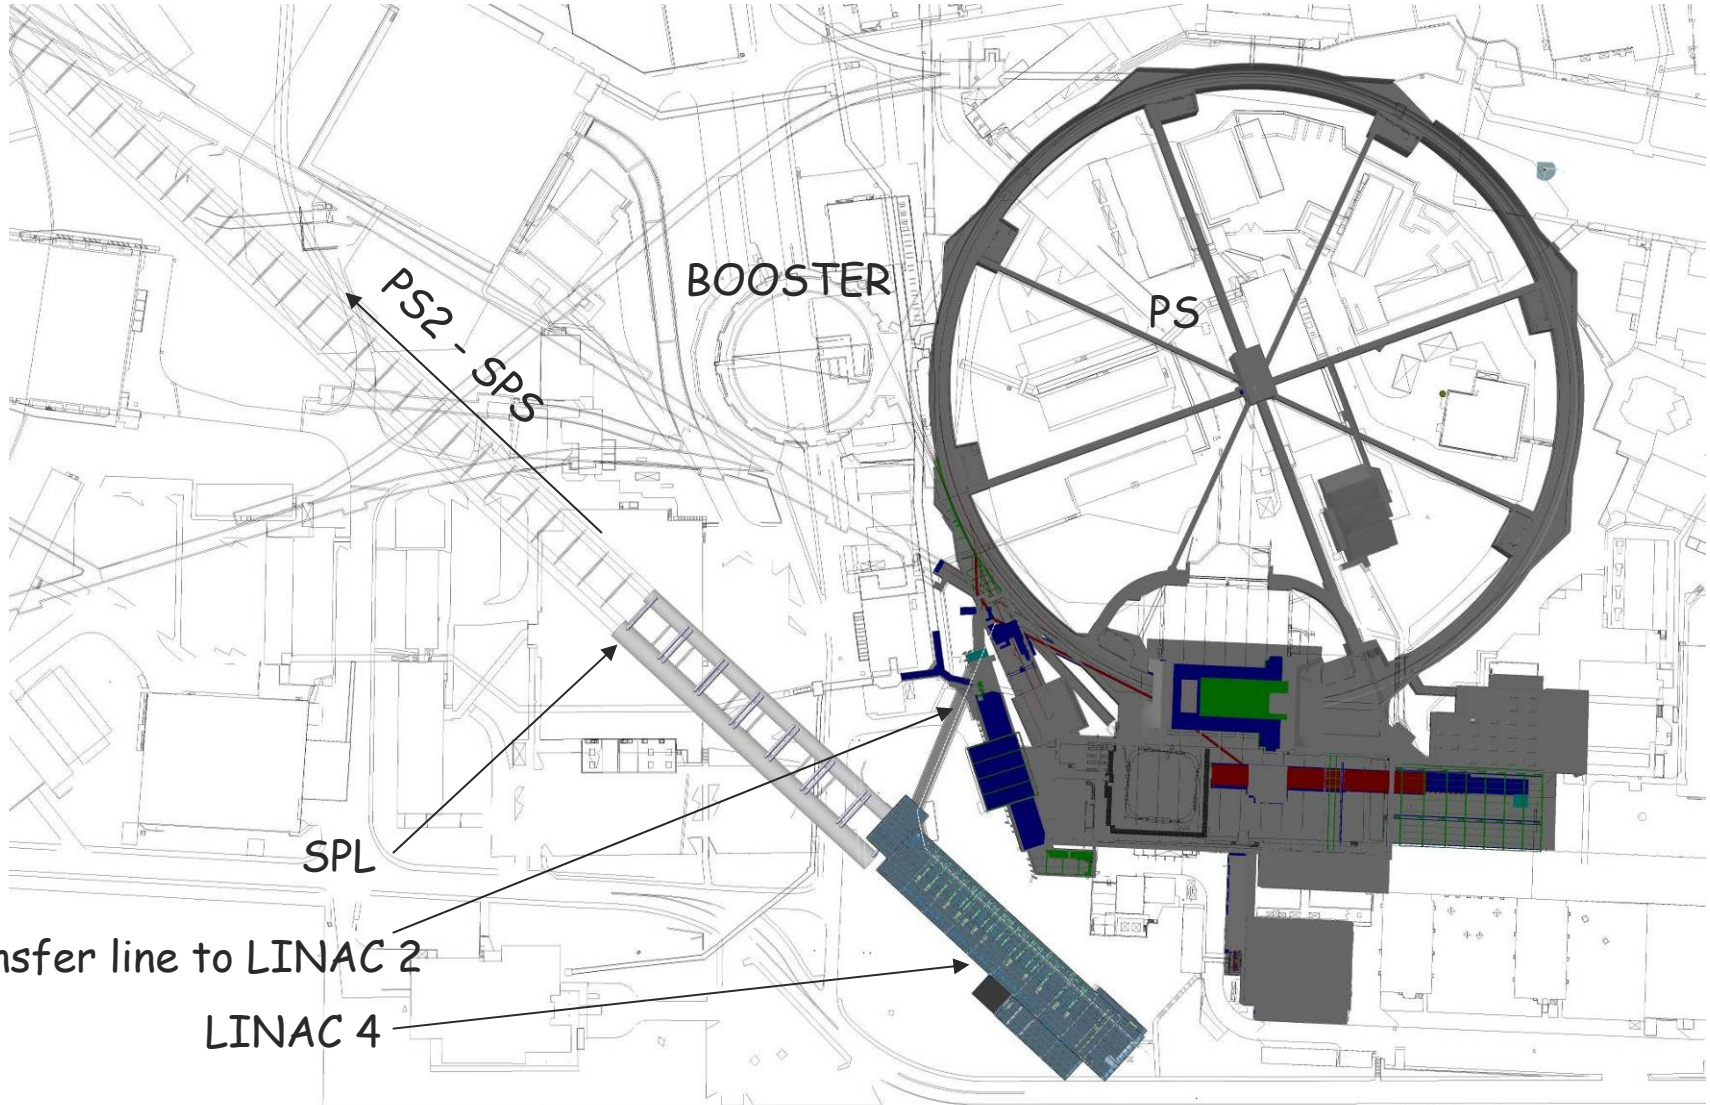 BOOSTER
PS
PS2 - SPS
SPL
nsfer line to LINAC 2
LINAC 4